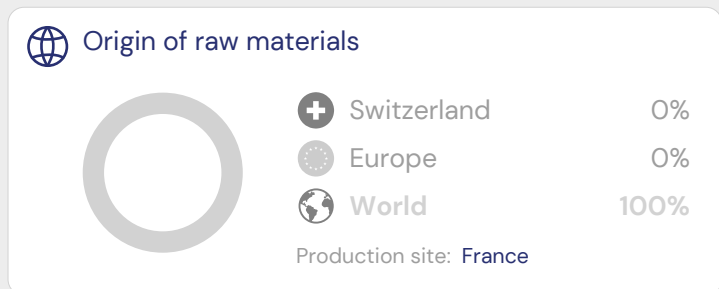 Origin of raw materials
Switzerland 0%
Europe 0%
World 100%
Production site: France